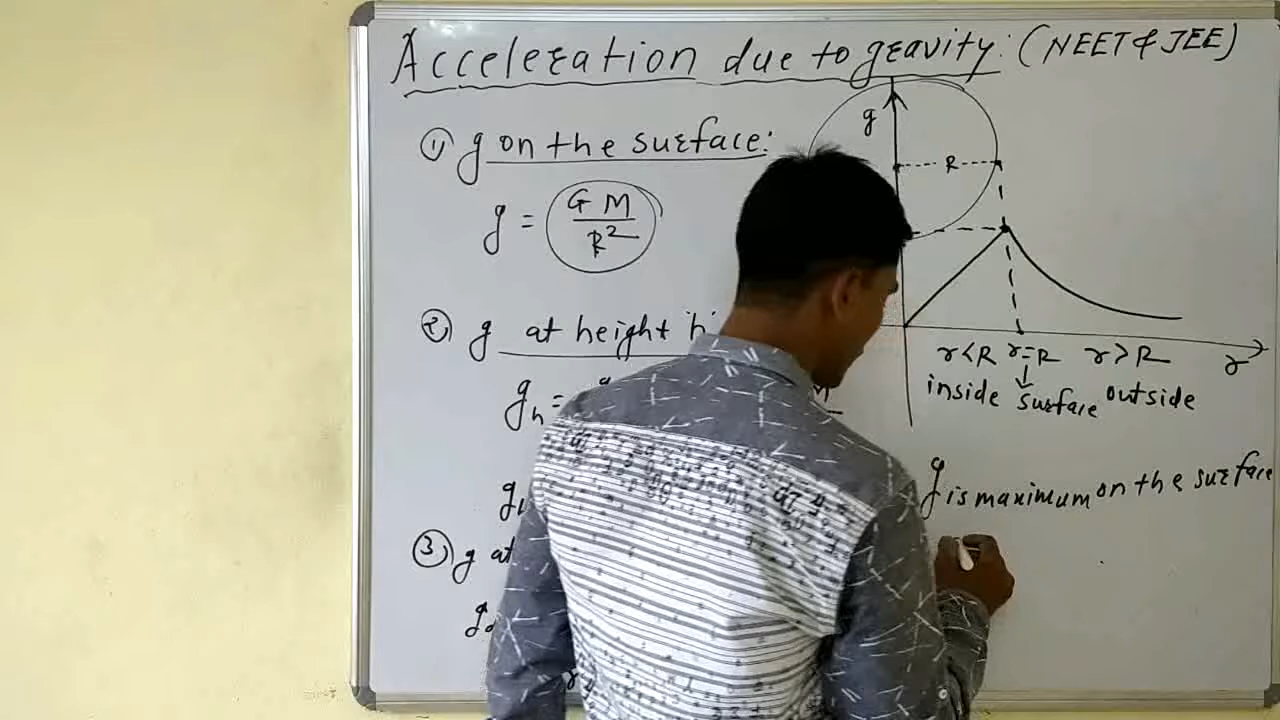 Acceleration due to gravity: (NEET & JEE)
① g on the surface:
g = GM/R²
② g at height h
gₕ =
③ g at
g
R
r<R r=R r>R r
inside surface outside
g is maximum on the surface